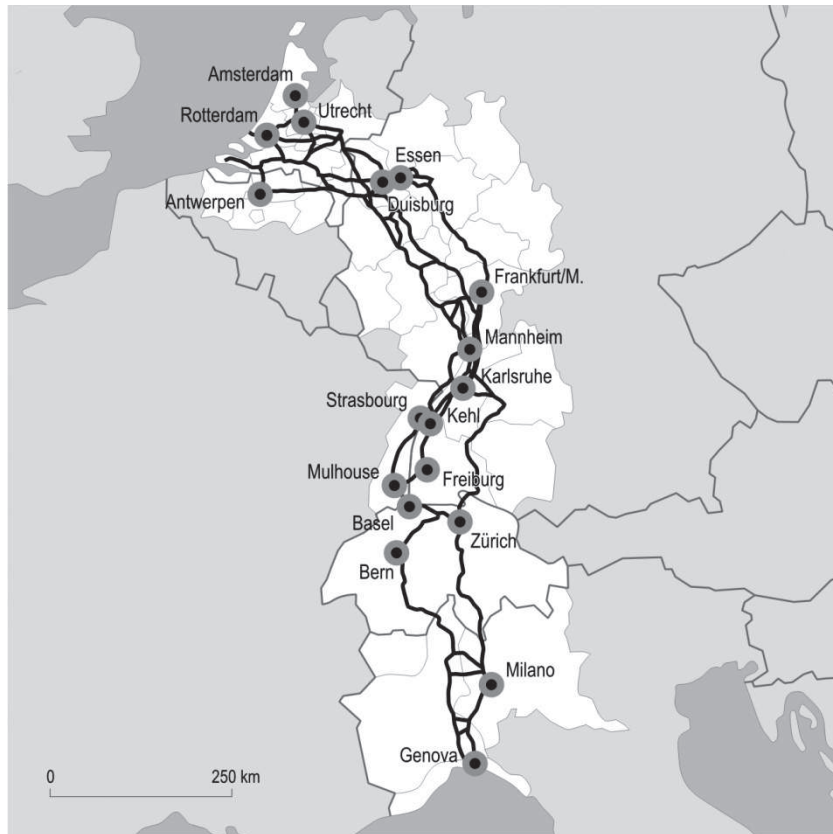 Amsterdam
Rotterdam
Utrecht
Essen
Antwerpen
Duisburg
Frankfurt/M.
Mannheim
Karlsruhe
Strasbourg
Kehl
Mulhouse
Freiburg
Basel
Zürich
Bern
Milano
Genova
0 250 km